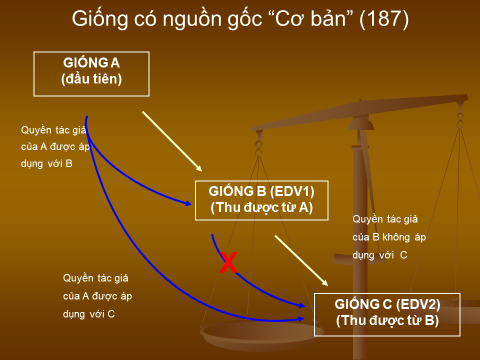 Giống có nguồn gốc “Cơ bản” (187)
GIỐNG A
(đầu tiên)
Quyền tác giả
của A được áp
dụng với B
GIỐNG B (EDV1)
(Thu được từ A)
Quyền tác giả
của B không áp
dụng với C
X
Quyền tác giả
của A được áp
dụng với C
GIỐNG C (EDV2)
(Thu được từ B)